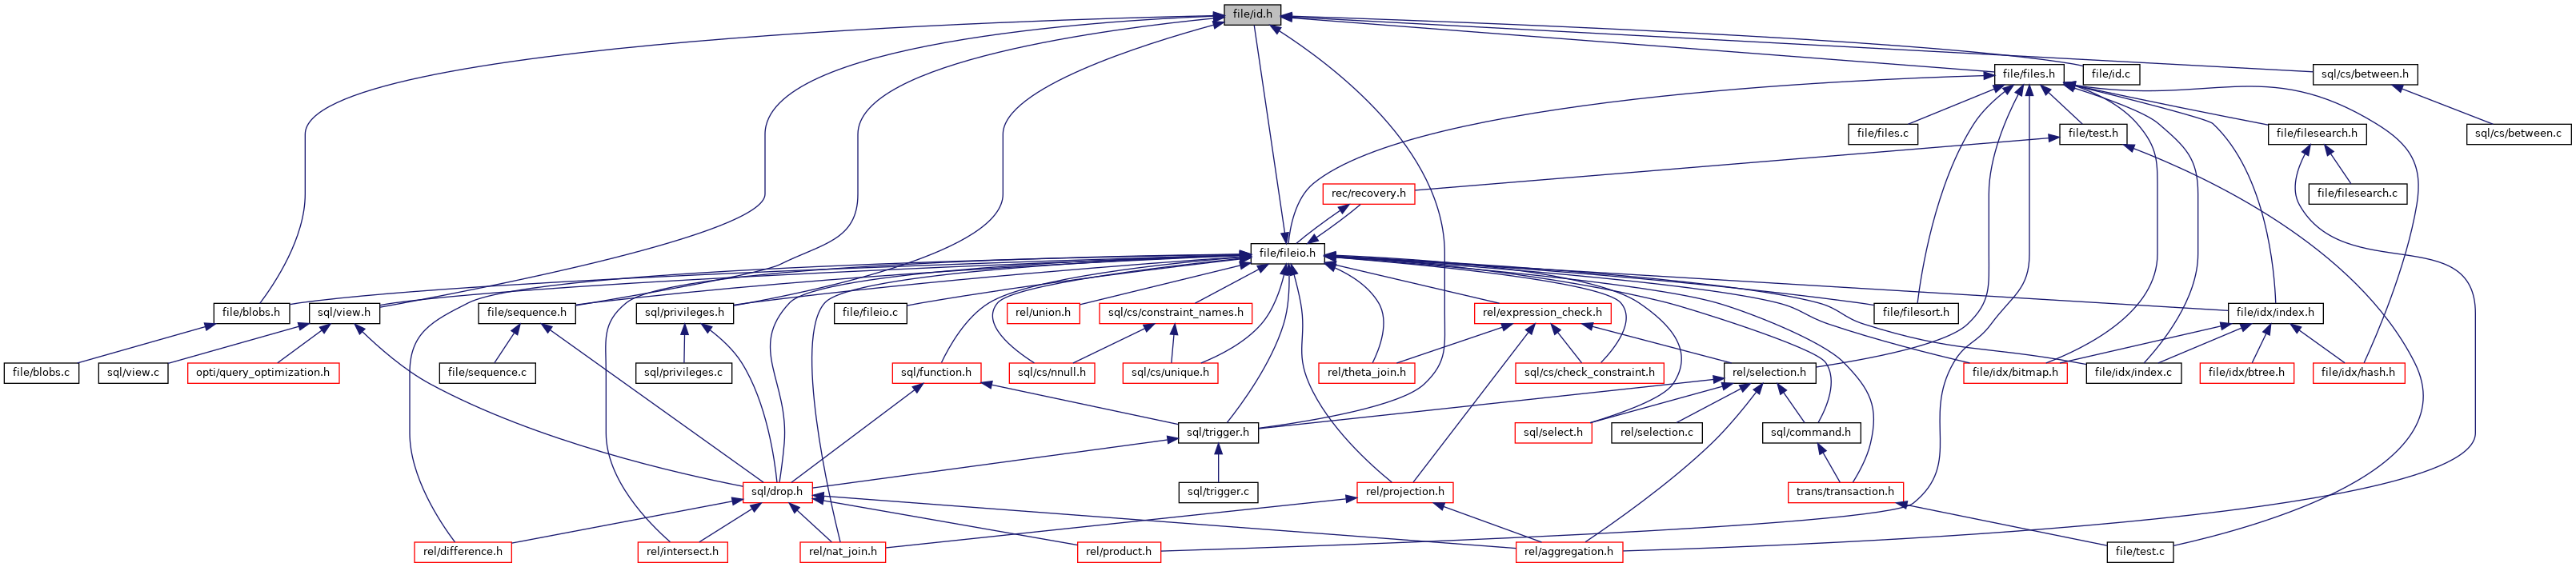 file/id.h
file/files.h
file/id.c
sql/cs/between.h
file/files.c
file/test.h
file/filesearch.h
sql/cs/between.c
rec/recovery.h
file/filesearch.c
file/fileio.h
file/blobs.h
sql/view.h
file/sequence.h
sql/privileges.h
file/fileio.c
rel/union.h
sql/cs/constraint_names.h
rel/expression_check.h
file/filesort.h
file/idx/index.h
file/blobs.c
sql/view.c
opti/query_optimization.h
file/sequence.c
sql/privileges.c
sql/function.h
sql/cs/nnull.h
sql/cs/unique.h
rel/theta_join.h
sql/cs/check_constraint.h
rel/selection.h
file/idx/bitmap.h
file/idx/index.c
file/idx/btree.h
file/idx/hash.h
sql/trigger.h
sql/select.h
rel/selection.c
sql/command.h
sql/drop.h
sql/trigger.c
rel/projection.h
trans/transaction.h
rel/difference.h
rel/intersect.h
rel/nat_join.h
rel/product.h
rel/aggregation.h
file/test.c